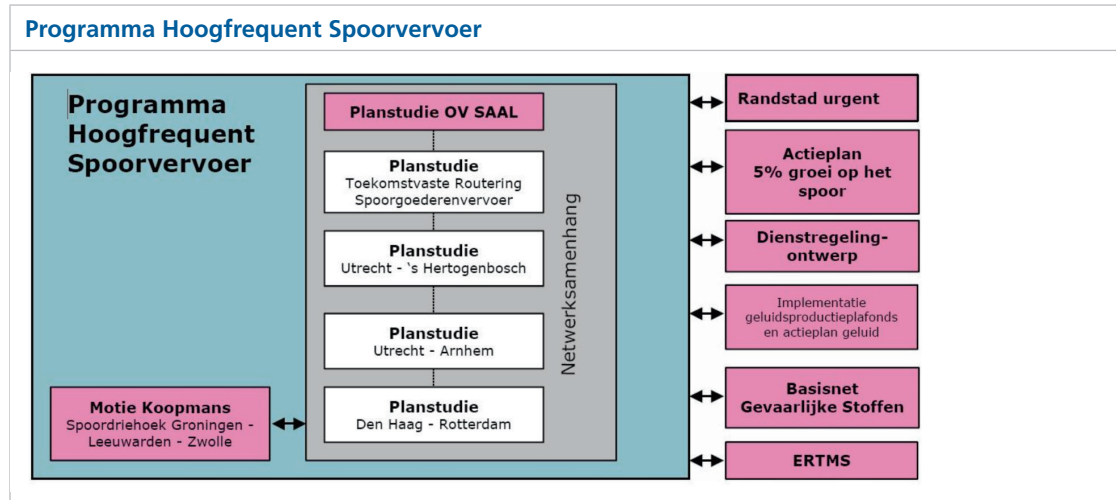 Programma Hoogfrequent Spoorvervoer
Programma
Hoogfrequent
Spoorvervoer
Planstudie OV SAAL
Planstudie
Toekomstvaste Routering
Spoorgoederenvervoer
Planstudie
Utrecht - ‘s Hertogenbosch
Planstudie
Utrecht - Arnhem
Planstudie
Den Haag - Rotterdam
Netwerksamenhang
Motie Koopmans
Spoordriehoek Groningen -
Leeuwarden - Zwolle
Randstad urgent
Actieplan
5% groei op het
spoor
Dienstregeling-
ontwerp
Implementatie
geluidsproductieplafonds
en actieplan geluid
Basisnet
Gevaarlijke Stoffen
ERTMS